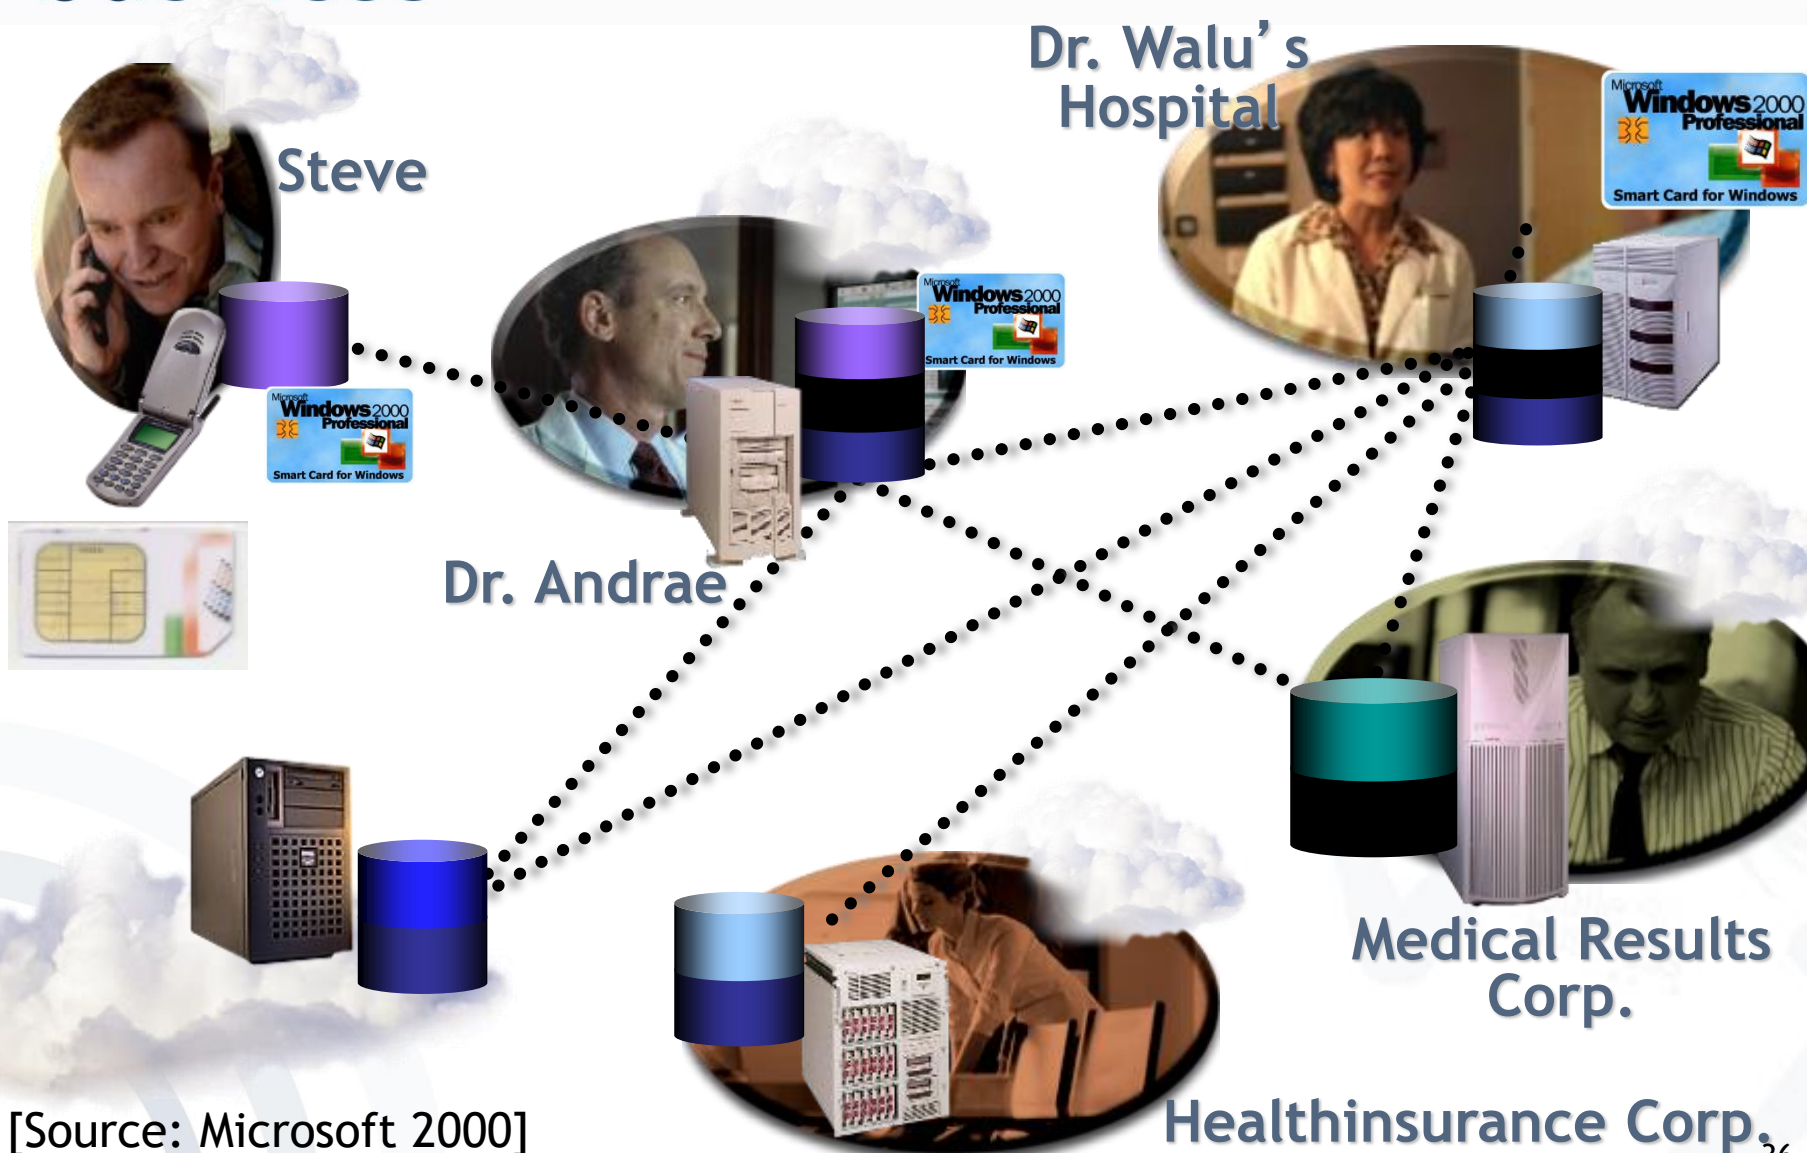 Dr. Walu's
Hospital
Microsoft
Windows 2000
Professional
Smart Card for Windows
Steve
Microsoft
Windows 2000
Professional
Smart Card for Windows
Microsoft
Windows 2000
Professional
Smart Card for Windows
Dr. Andrae
Medical Results
Corp.
Healthinsurance Corp.
[Source: Microsoft 2000]